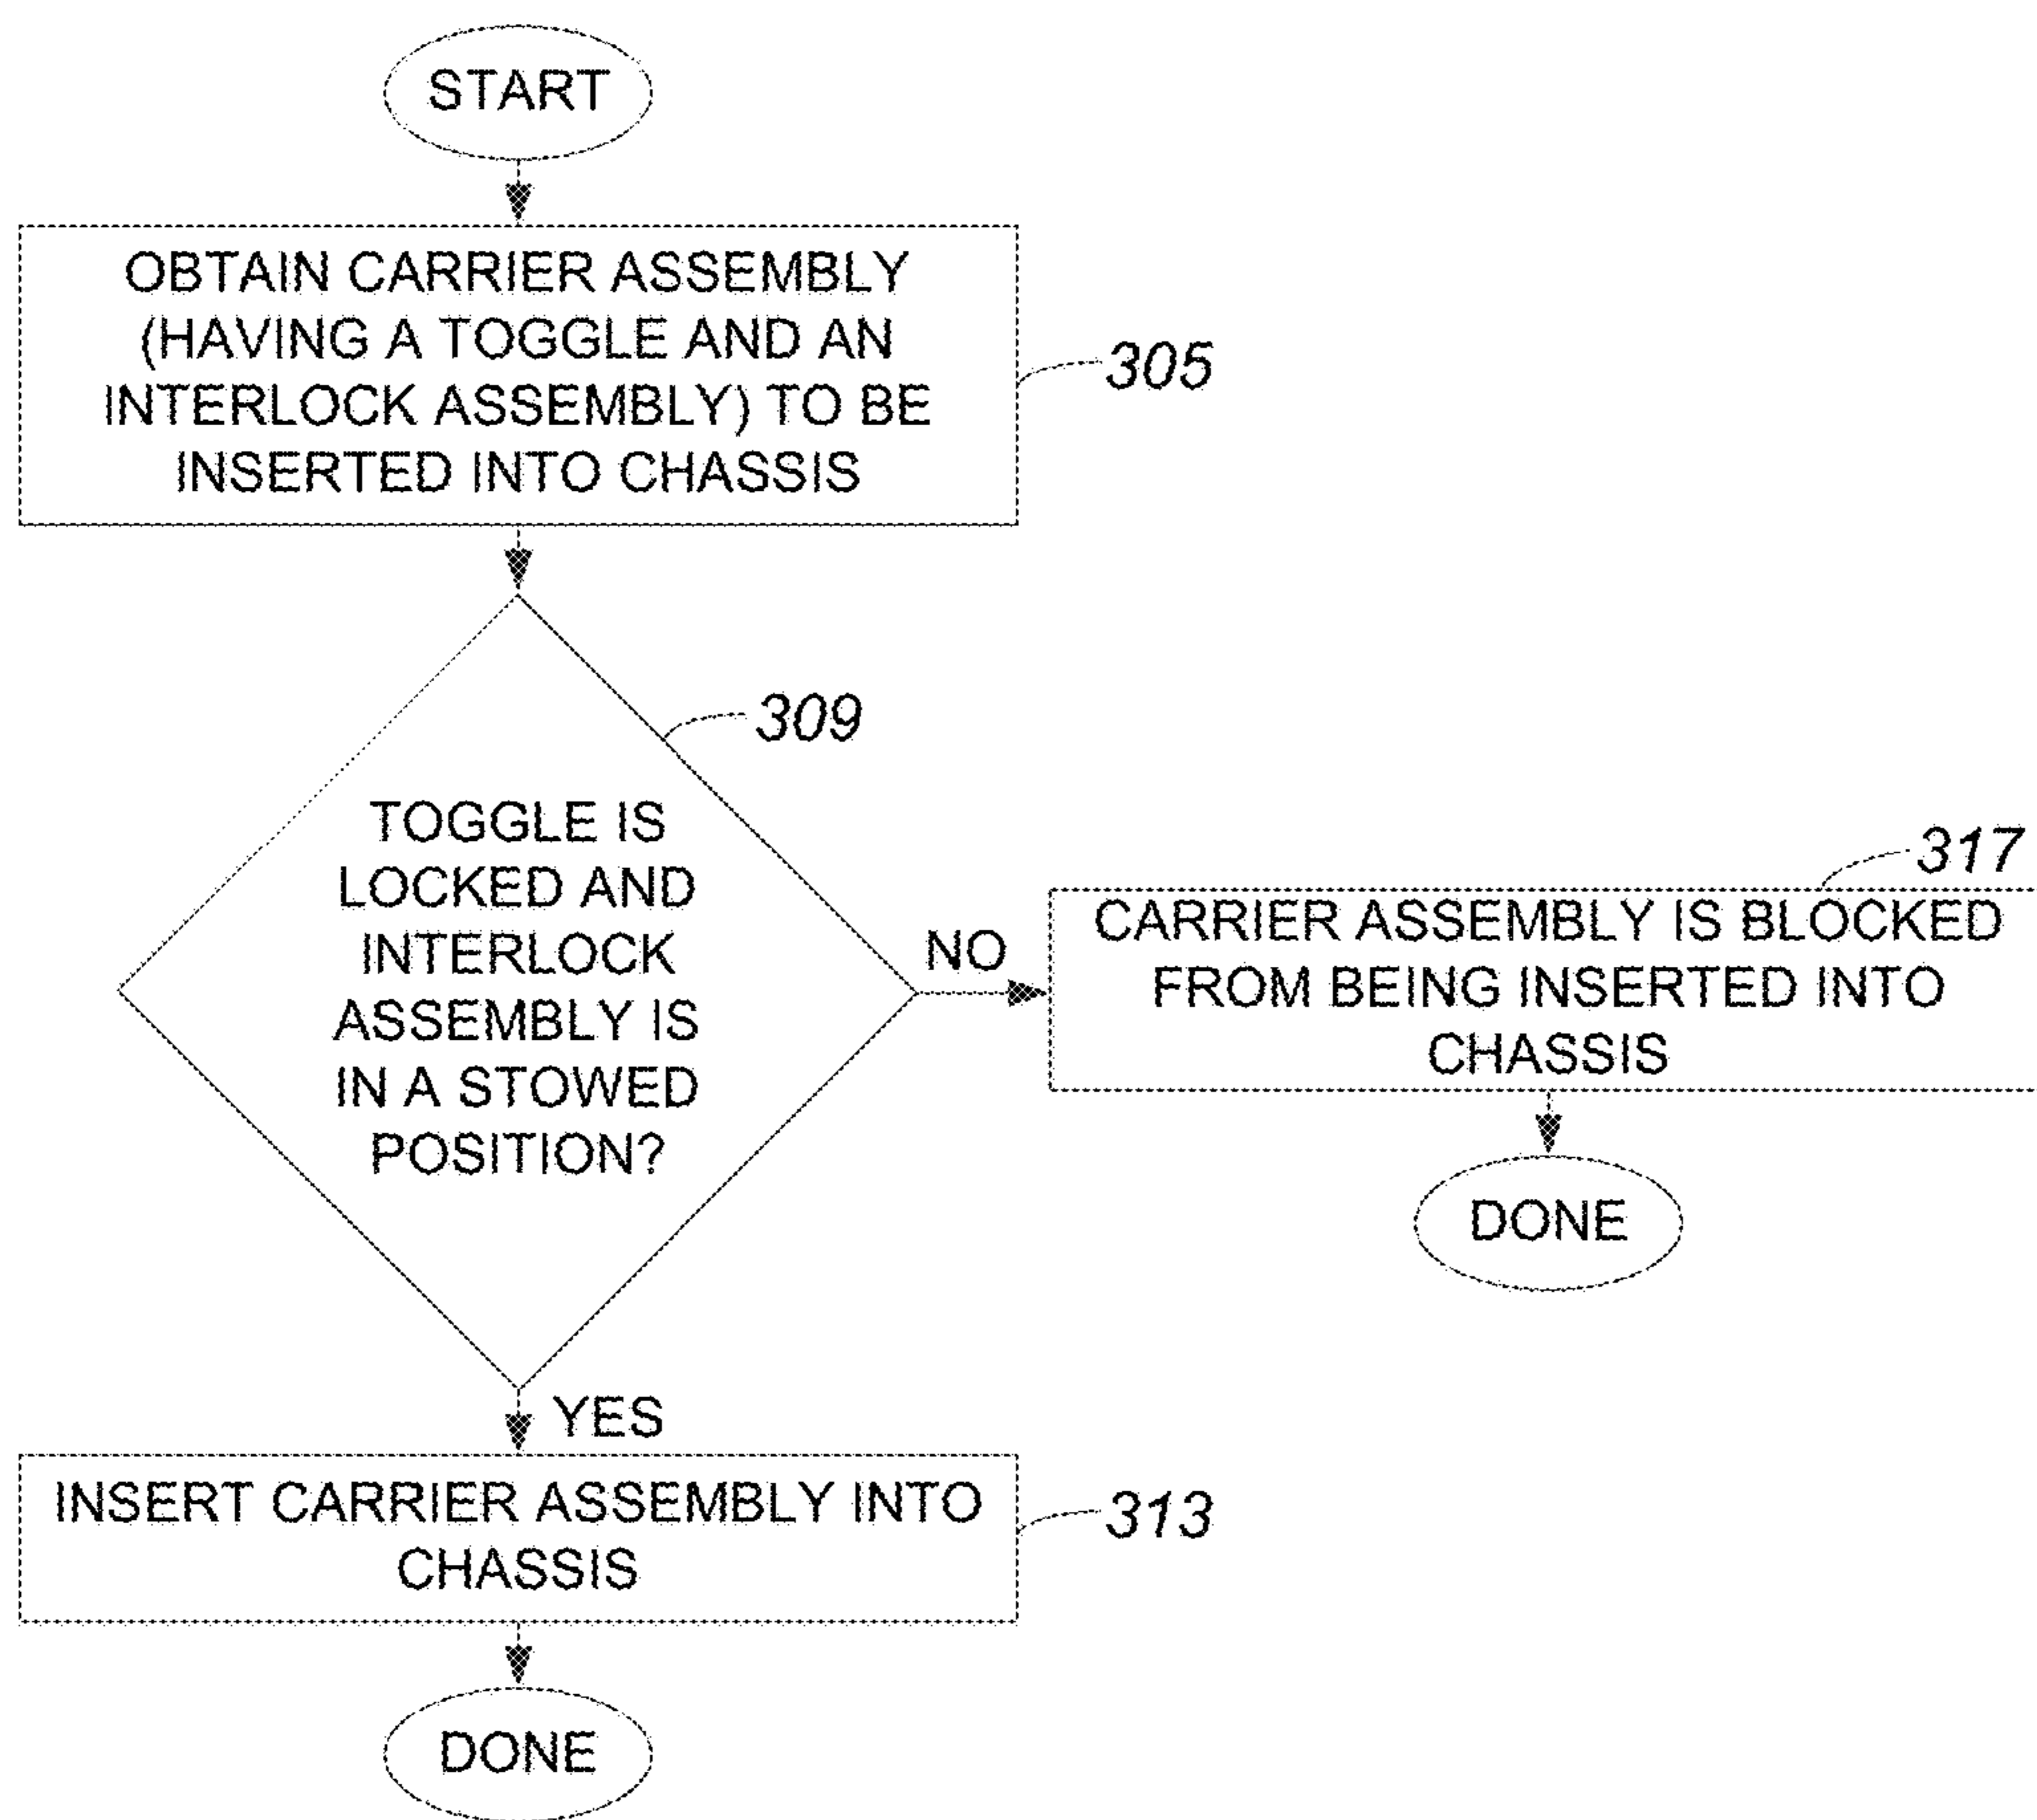 START
OBTAIN CARRIER ASSEMBLY
(HAVING A TOGGLE AND AN
INTERLOCK ASSEMBLY) TO BE
INSERTED INTO CHASSIS
305
309
TOGGLE IS
LOCKED AND
INTERLOCK
ASSEMBLY IS
IN A STOWED
POSITION?
NO
317
CARRIER ASSEMBLY IS BLOCKED
FROM BEING INSERTED INTO
CHASSIS
DONE
YES
INSERT CARRIER ASSEMBLY INTO
CHASSIS
313
DONE